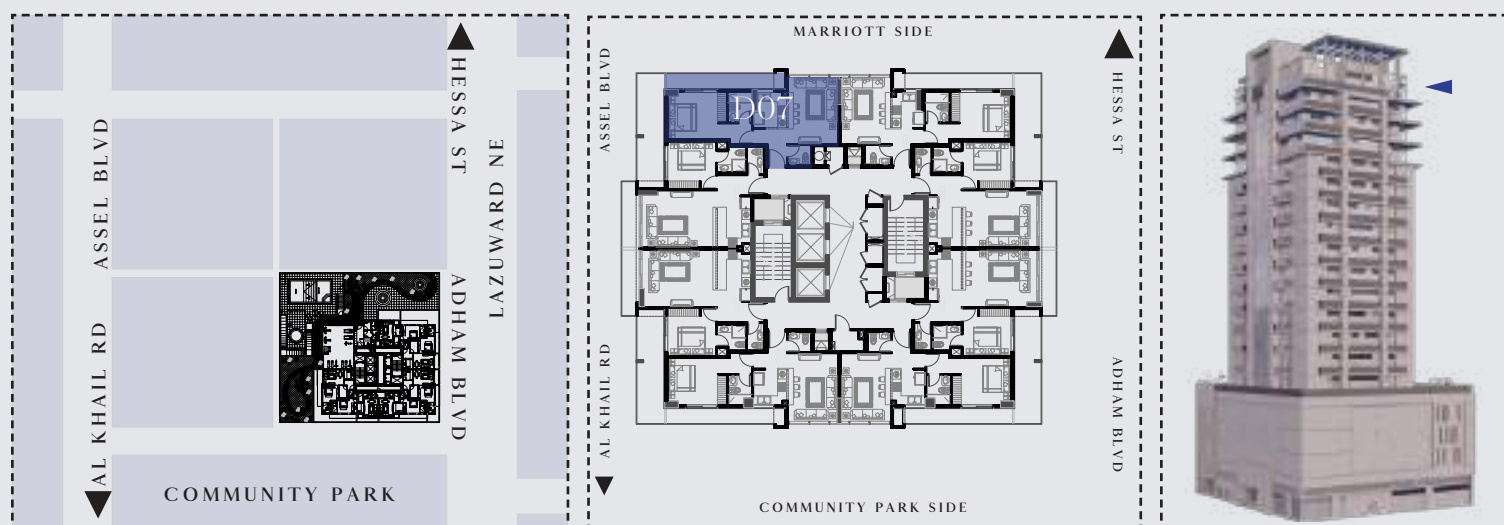 HESSA ST
ASSEL BLVD
LAZUWARD NE
ADHAM BLVD
AL KHAIL RD
COMMUNITY PARK
MARRIOTT SIDE
ASSEL BLVD
HESSA ST
D07
AL KHAIL RD
ADHAM BLVD
COMMUNITY PARK SIDE